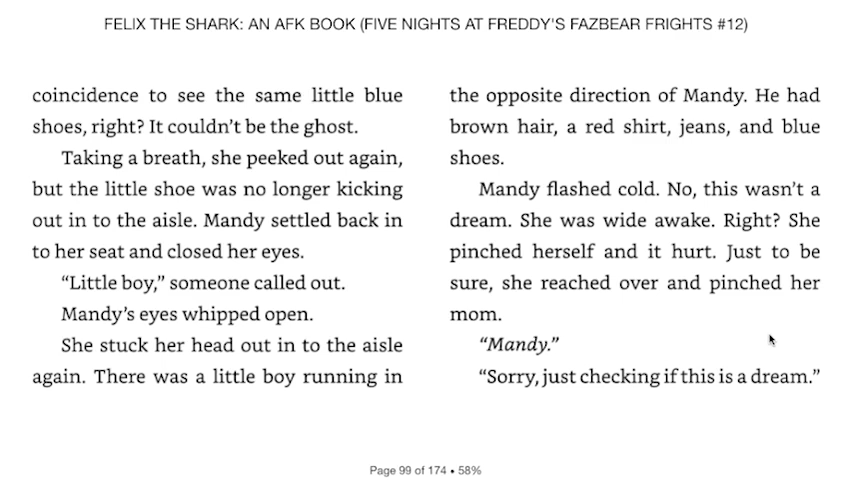 FELIX THE SHARK: AN AFK BOOK (FIVE NIGHTS AT FREDDY'S FAZBEAR FRIGHTS #12)
coincidence to see the same little blue
shoes, right? It couldn’t be the ghost.
Taking a breath, she peeked out again,
but the little shoe was no longer kicking
out in to the aisle. Mandy settled back in
to her seat and closed her eyes.
“Little boy,” someone called out.
Mandy’s eyes whipped open.
She stuck her head out in to the aisle
again. There was a little boy running in
the opposite direction of Mandy. He had
brown hair, a red shirt, jeans, and blue
shoes.
Mandy flashed cold. No, this wasn’t a
dream. She was wide awake. Right? She
pinched herself and it hurt. Just to be
sure, she reached over and pinched her
mom.
“Mandy.”
“Sorry, just checking if this is a dream.”
Page 99 of 174 • 58%